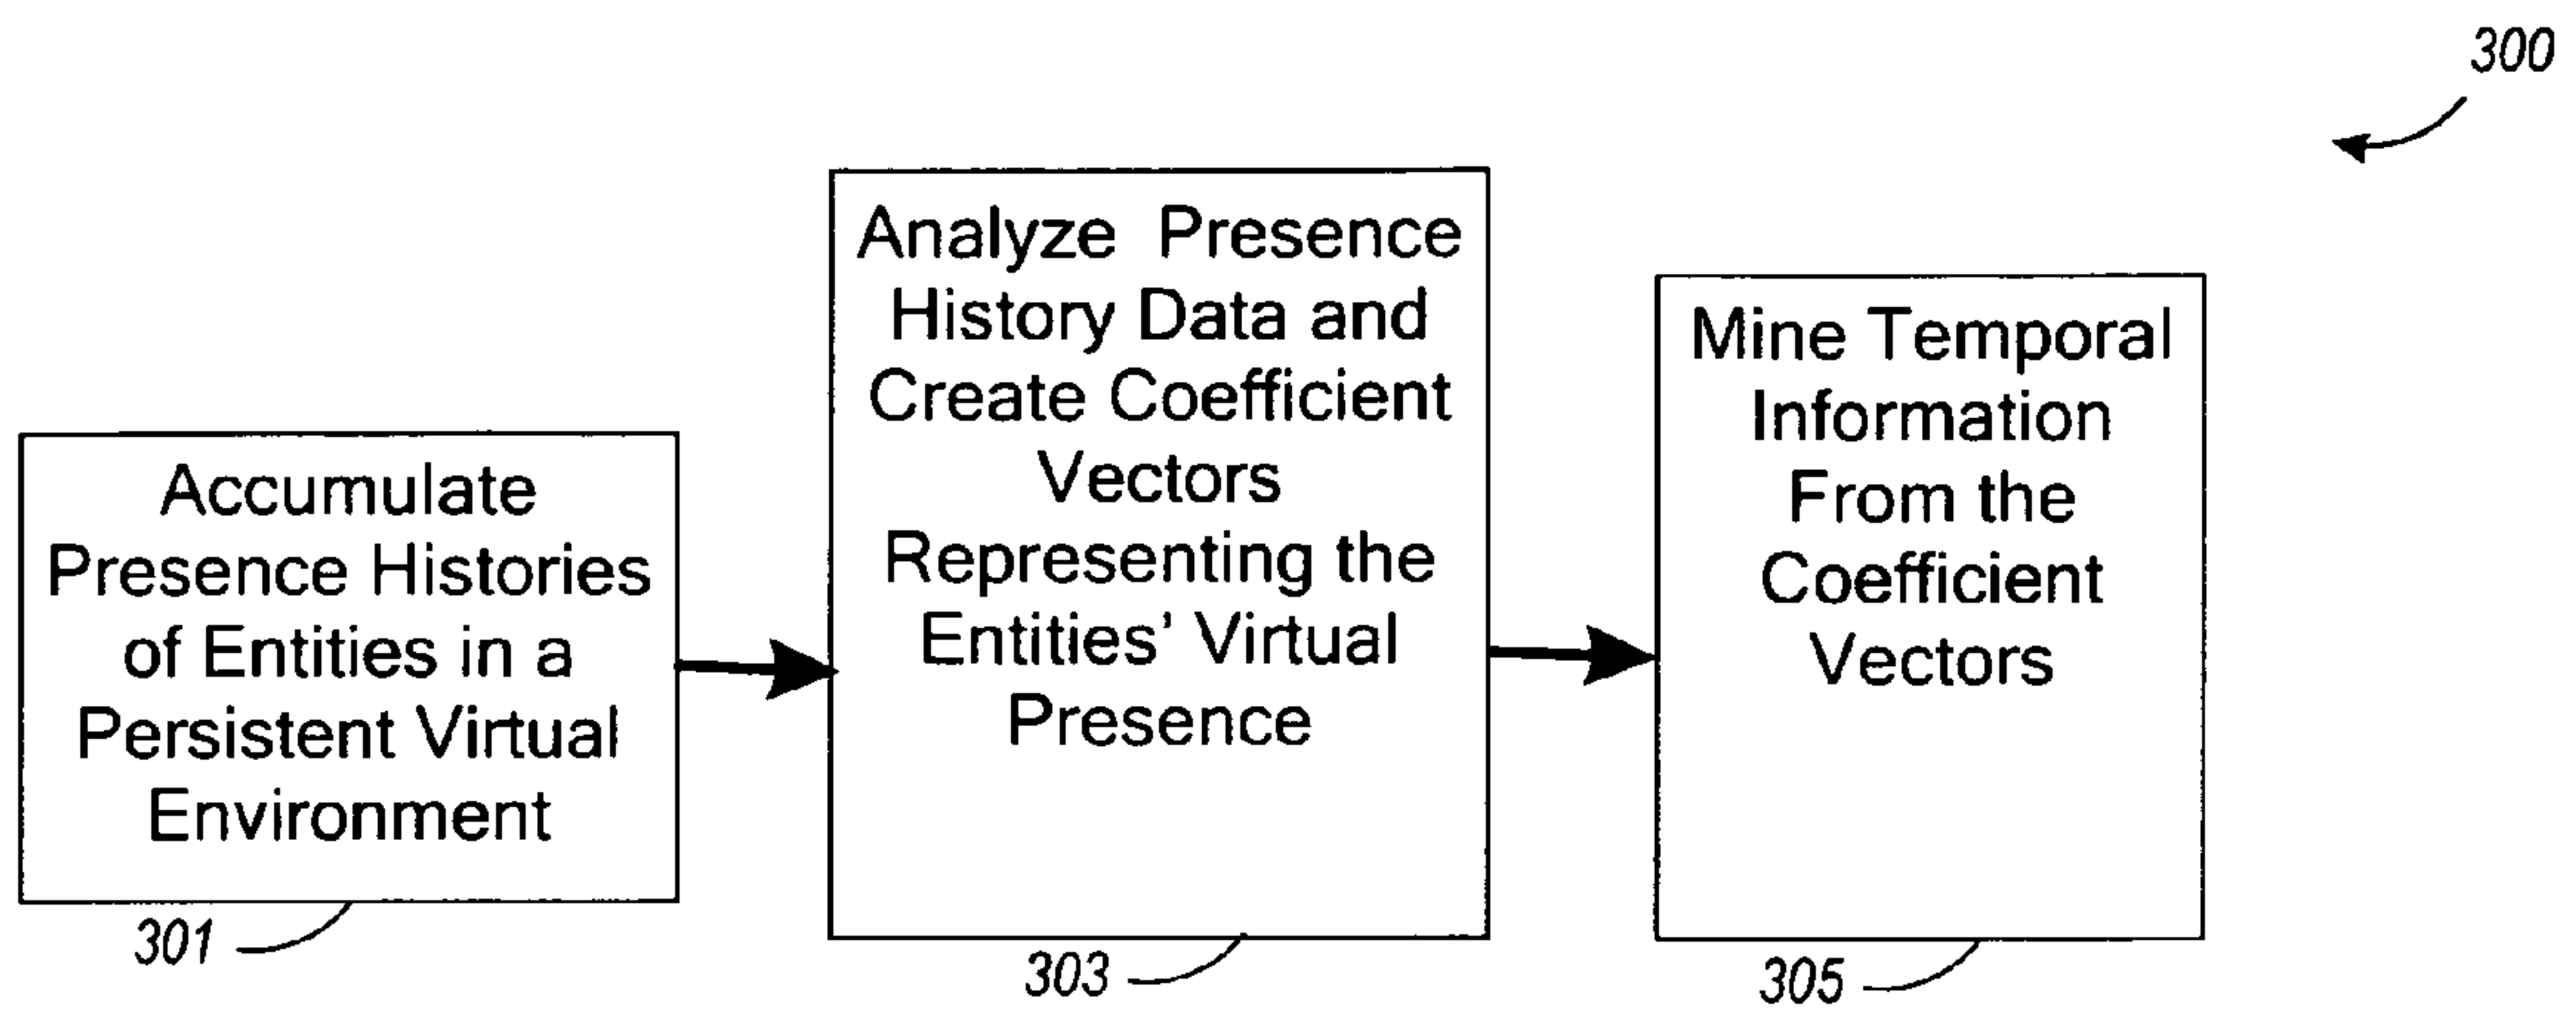 300
Accumulate
Presence Histories
of Entities in a
Persistent Virtual
Environment
301
Analyze Presence
History Data and
Create Coefficient
Vectors
Representing the
Entities' Virtual
Presence
303
Mine Temporal
Information
From the
Coefficient
Vectors
305